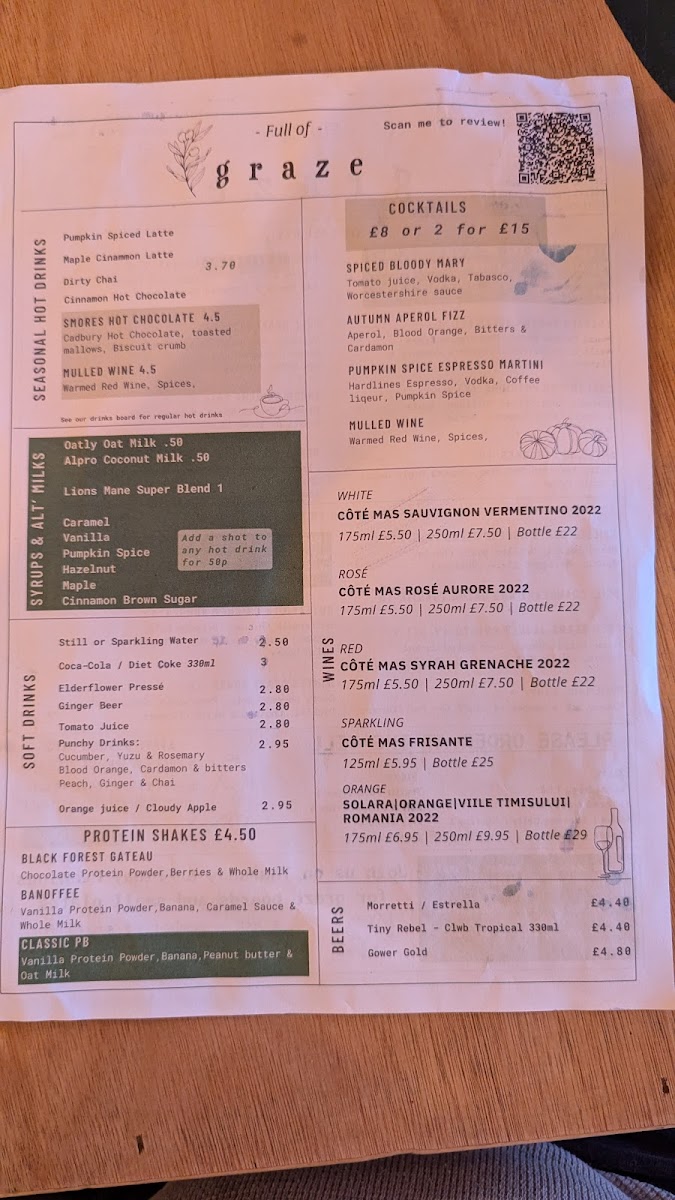 - Full of -
graze
Scan me to review!
SEASONAL HOT DRINKS
Pumpkin Spiced Latte
Maple Cinammon Latte
3.70
Dirty Chai
Cinnamon Hot Chocolate
SMORES HOT CHOCOLATE 4.5
Cadbury Hot Chocolate, toasted
mallows, Biscuit crumb
MULLED WINE 4.5
Warmed Red Wine, Spices,
See our drinks board for regular hot drinks
SYRUPS & ALT' MILKS
Oatly Oat Milk .50
Alpro Coconut Milk .50
Lions Mane Super Blend 1
Caramel
Vanilla
Pumpkin Spice
Hazelnut
Maple
Cinnamon Brown Sugar
Add a shot to
any hot drink
for 50p
SOFT DRINKS
Still or Sparkling Water 2.50
Coca-Cola / Diet Coke 330ml 3
Elderflower Pressé 2.80
Ginger Beer 2.80
Tomato Juice 2.80
Punchy Drinks: 2.95
Cucumber, Yuzu & Rosemary
Blood Orange, Cardamon & bitters
Peach, Ginger & Chai
Orange juice / Cloudy Apple 2.95
PROTEIN SHAKES £4.50
BLACK FOREST GATEAU
Chocolate Protein Powder,Berries & Whole Milk
BANOFFEE
Vanilla Protein Powder,Banana, Caramel Sauce &
Whole Milk
CLASSIC PB
Vanilla Protein Powder,Banana,Peanut butter &
Oat Milk
COCKTAILS
£8 or 2 for £15
SPICED BLOODY MARY
Tomato juice, Vodka, Tabasco,
Worcestershire sauce
AUTUMN APEROL FIZZ
Aperol, Blood Orange, Bitters &
Cardamon
PUMPKIN SPICE ESPRESSO MARTINI
Hardlines Espresso, Vodka, Coffee
liqeur, Pumpkin Spice
MULLED WINE
Warmed Red Wine, Spices,
WINES
WHITE
CÔTÉ MAS SAUVIGNON VERMENTINO 2022
175ml £5.50 | 250ml £7.50 | Bottle £22
ROSÉ
CÔTÉ MAS ROSÉ AURORE 2022
175ml £5.50 | 250ml £7.50 | Bottle £22
RED
CÔTÉ MAS SYRAH GRENACHE 2022
175ml £5.50 | 250ml £7.50 | Bottle £22
SPARKLING
CÔTÉ MAS FRISANTE
125ml £5.95 | Bottle £25
ORANGE
SOLARA|ORANGE|VIILE TIMISULUI|
ROMANIA 2022
175ml £6.95 | 250ml £9.95 | Bottle £29
BEERS
Morretti / Estrella £4.40
Tiny Rebel - Clwb Tropical 330ml £4.40
Gower Gold £4.80